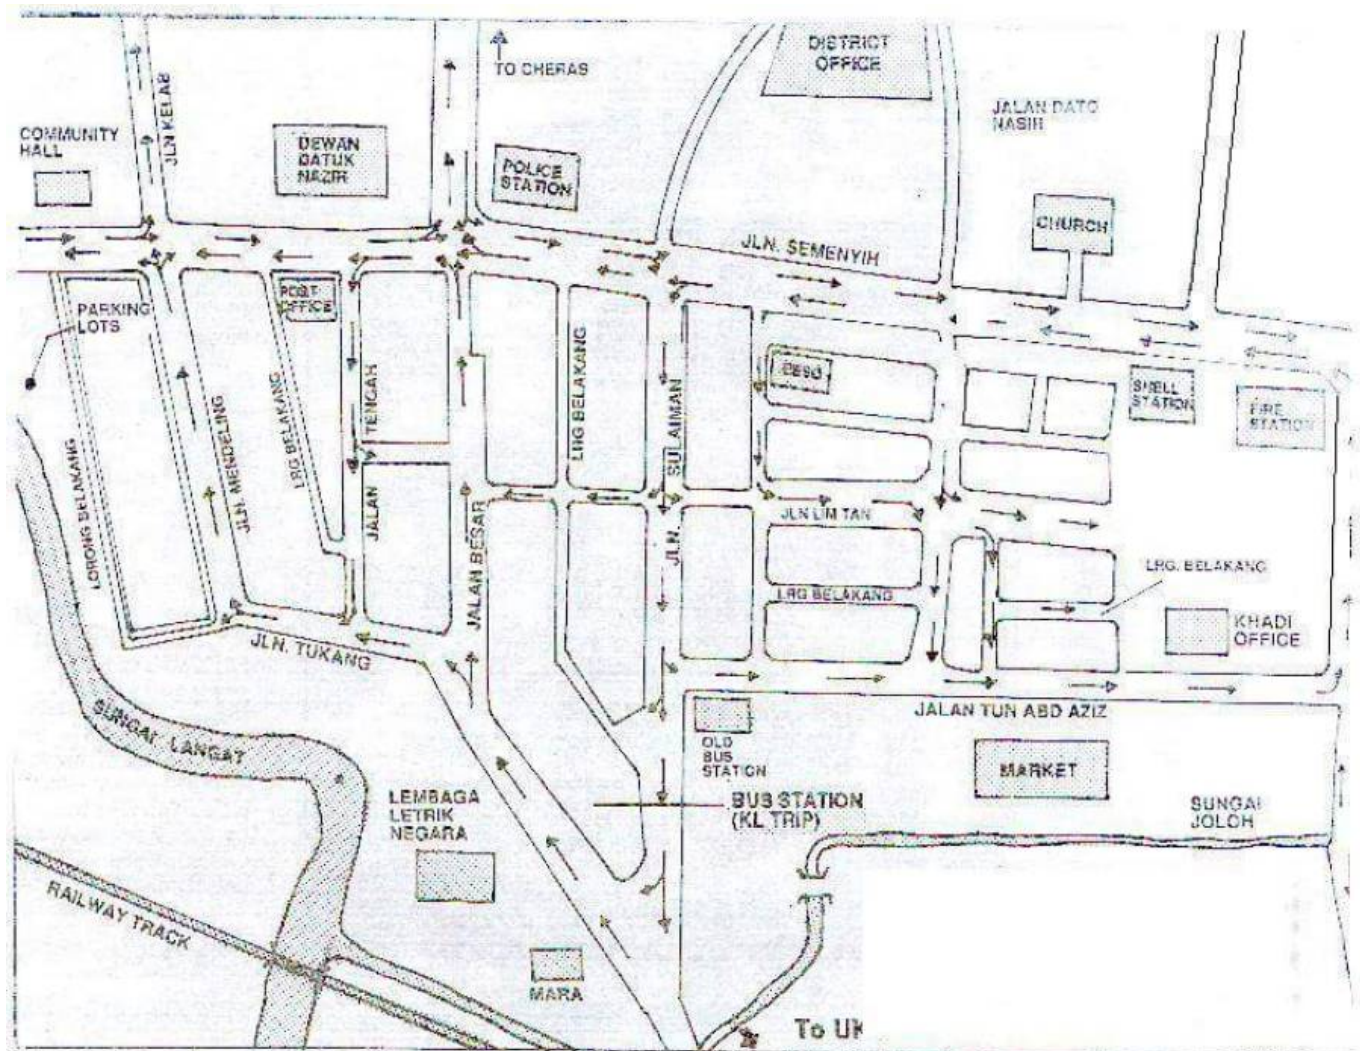 DISTRICT
OFFICE
TO CHERAS
JLN KELAB
JALAN DATO
NASIR
COMMUNITY
HALL
DEWAN
DATUK
NAZIR
POLICE
STATION
CHURCH
JLN. SEMENYIH
POST
OFFICE
PARKING
LOTS
LORONG BELAKANG
JLN. MENDELING
LRG BELAKANG
JALAN TENGAH
JALAN BESAR
LRG BELAKANG
JLN. SULAIMAN
SHELL
STATION
FIRE
STATION
JLN LIM TAN
LRG BELAKANG
LRG. BELAKANG
KHADI
OFFICE
JLN. TUKANG
JALAN TUN ABD AZIZ
SUNGAI LANGAT
OLD
BUS
STATION
MARKET
LEMBAGA
LETRIK
NEGARA
BUS STATION
(KL TRIP)
SUNGAI
JOLOH
RAILWAY TRACK
MARA
To UK